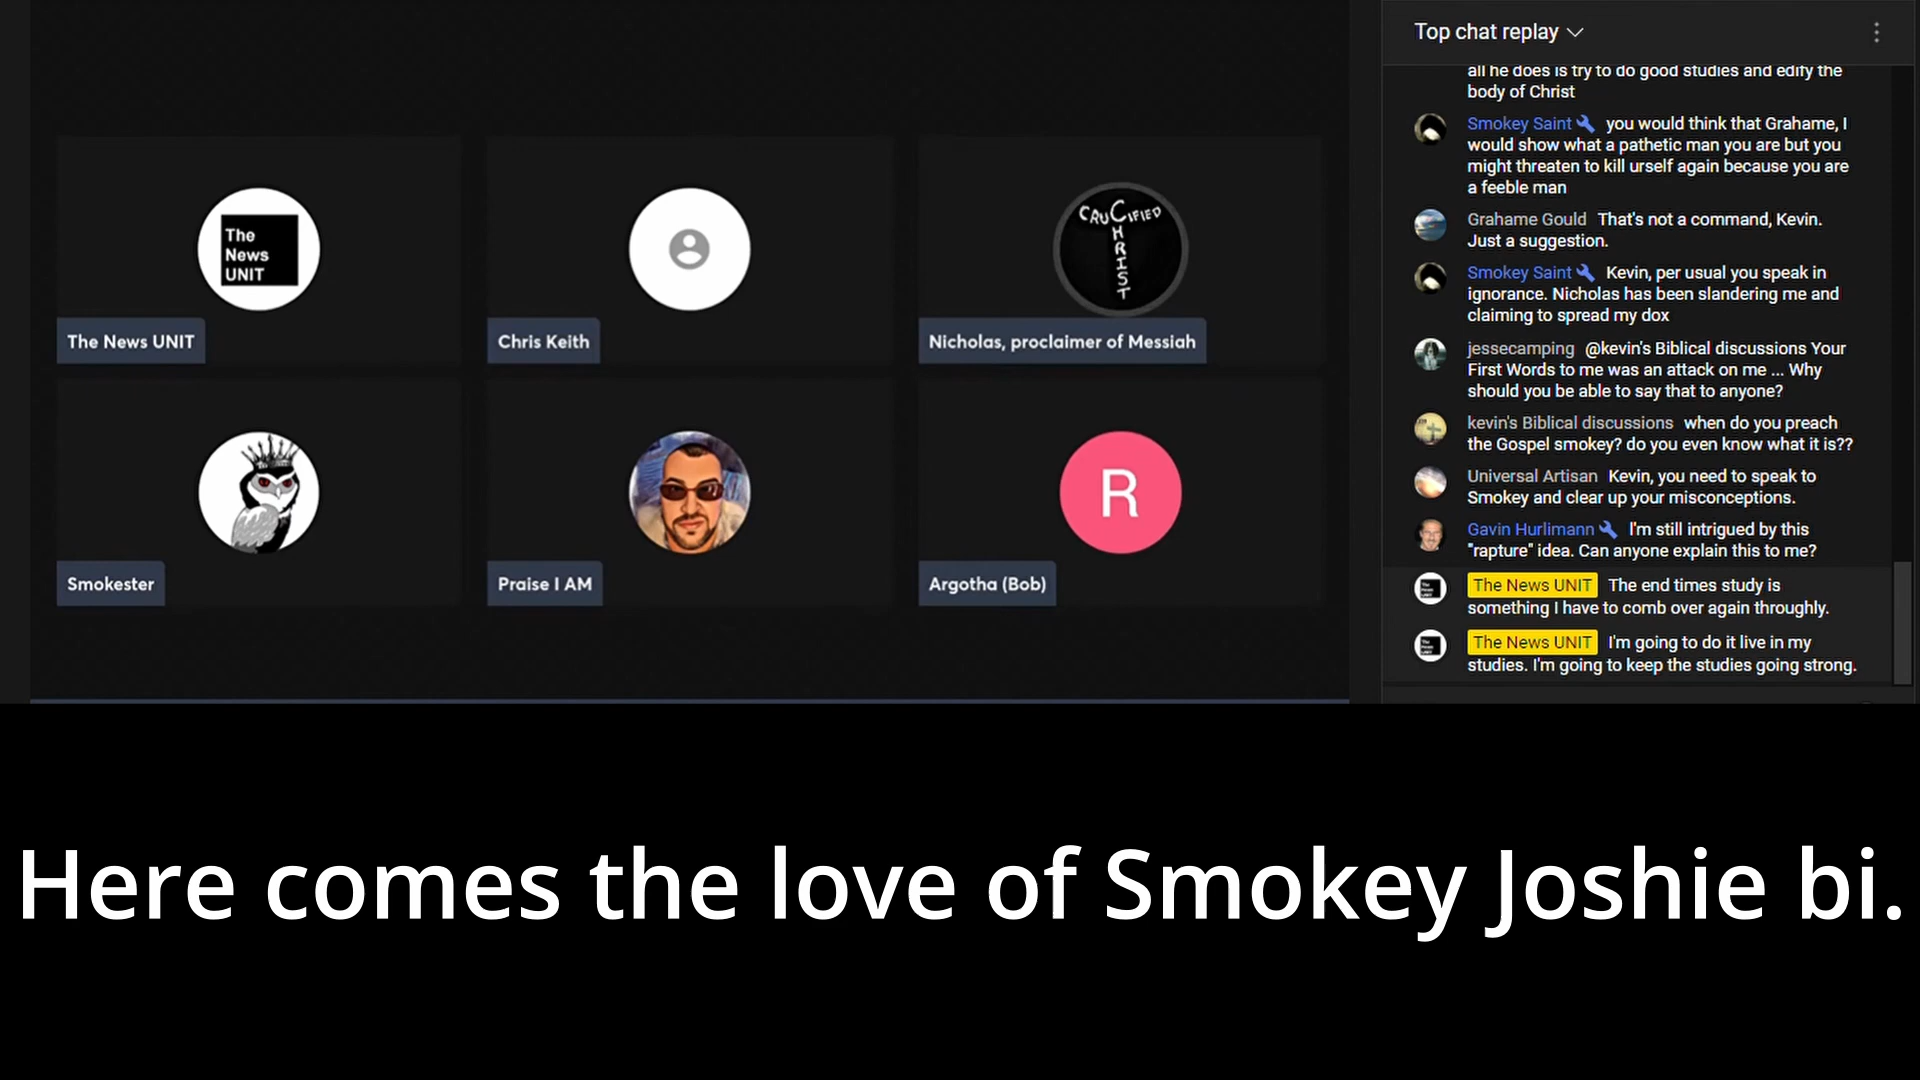 The
News
UNIT
The News UNIT
Chris Keith
CRUCIFIED
CHRIST
Nicholas, proclaimer of Messiah
Smokester
Praise I AM
R
Argotha (Bob)
Top chat replay
all he does is try to do good studies and edify the
body of Christ
Smokey Saint you would think that Grahame, I
would show what a pathetic man you are but you
might threaten to kill urself again because you are
a feeble man
Grahame Gould That's not a command, Kevin.
Just a suggestion.
Smokey Saint Kevin, per usual you speak in
ignorance. Nicholas has been slandering me and
claiming to spread my dox
jessecamping @kevin's Biblical discussions Your
First Words to me was an attack on me ... Why
should you be able to say that to anyone?
kevin's Biblical discussions when do you preach
the Gospel smokey? do you even know what it is??
Universal Artisan Kevin, you need to speak to
Smokey and clear up your misconceptions.
Gavin Hurlimann I'm still intrigued by this
"rapture" idea. Can anyone explain this to me?
The News UNIT The end times study is
something I have to comb over again throughly.
The News UNIT I'm going to do it live in my
studies. I'm going to keep the studies going strong.
Here comes the love of Smokey Joshie bi.